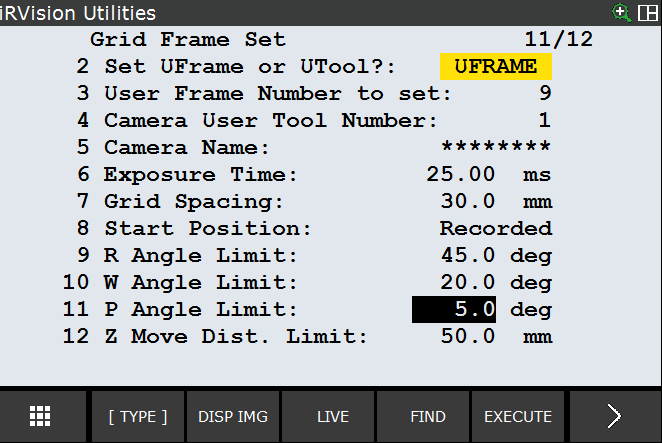 iRVision Utilities
Grid Frame Set 11/12
2 Set UFrame or UTool?: UFRAME
3 User Frame Number to set: 9
4 Camera User Tool Number: 1
5 Camera Name: ********
6 Exposure Time: 25.00 ms
7 Grid Spacing: 30.0 mm
8 Start Position: Recorded
9 R Angle Limit: 45.0 deg
10 W Angle Limit: 20.0 deg
11 P Angle Limit: 5.0 deg
12 Z Move Dist. Limit: 50.0 mm
[ TYPE ] DISP IMG LIVE FIND EXECUTE >